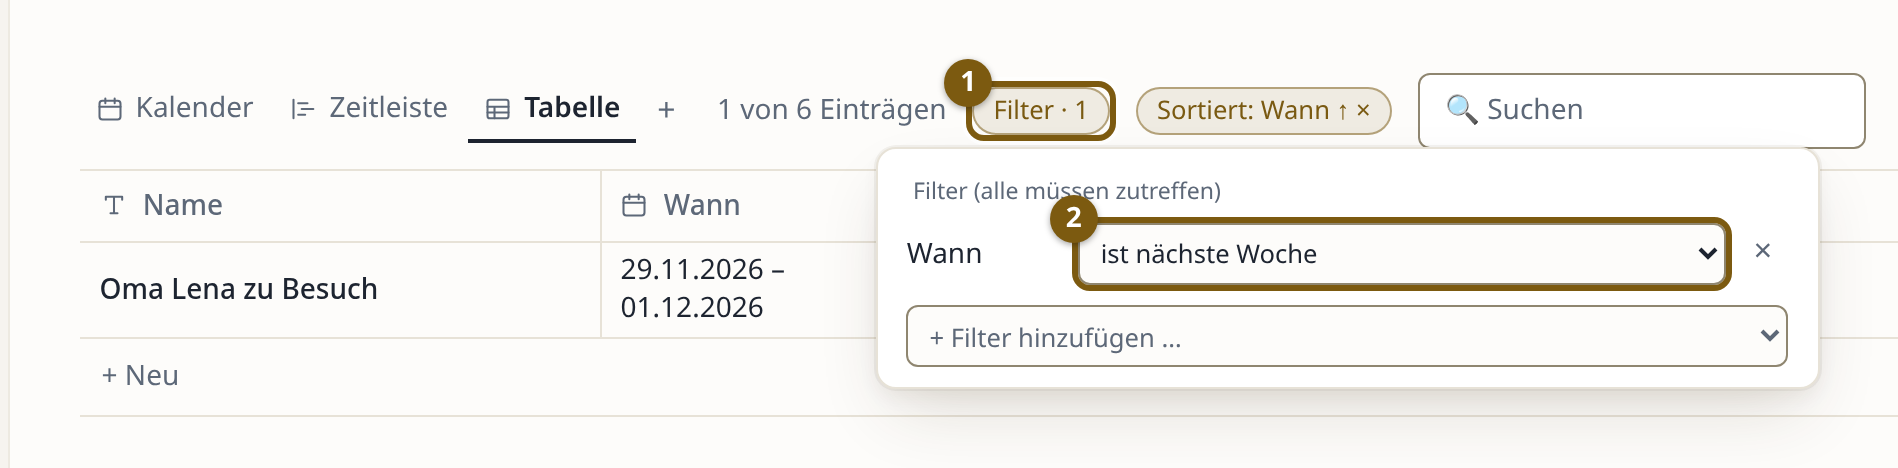 Kalender Zeitleiste Tabelle + 1 von 6 Einträgen 1 Filter · 1 Sortiert: Wann ↑ × 🔍 Suchen
Name Wann
Filter (alle müssen zutreffen)
2
Wann ist nächste Woche ×
Oma Lena zu Besuch
29.11.2026 –
01.12.2026
+ Filter hinzufügen ...
+ Neu